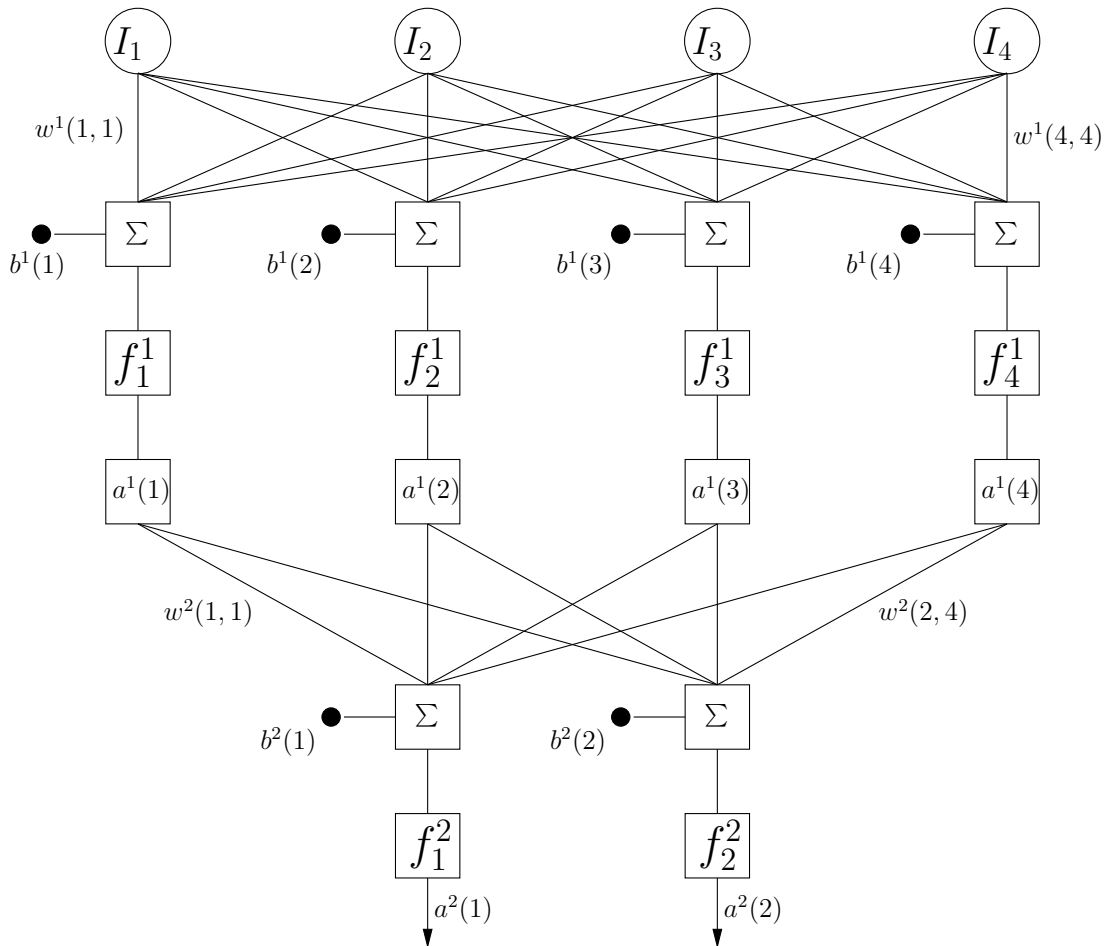 I₁ I₂ I₃ I₄
w¹(1, 1) w¹(4, 4)
Σ Σ Σ Σ
b¹(1) b¹(2) b¹(3) b¹(4)
f¹₁ f¹₂ f¹₃ f¹₄
a¹(1) a¹(2) a¹(3) a¹(4)
w²(1, 1) w²(2, 4)
Σ Σ
b²(1) b²(2)
f²₁ f²₂
a²(1) a²(2)